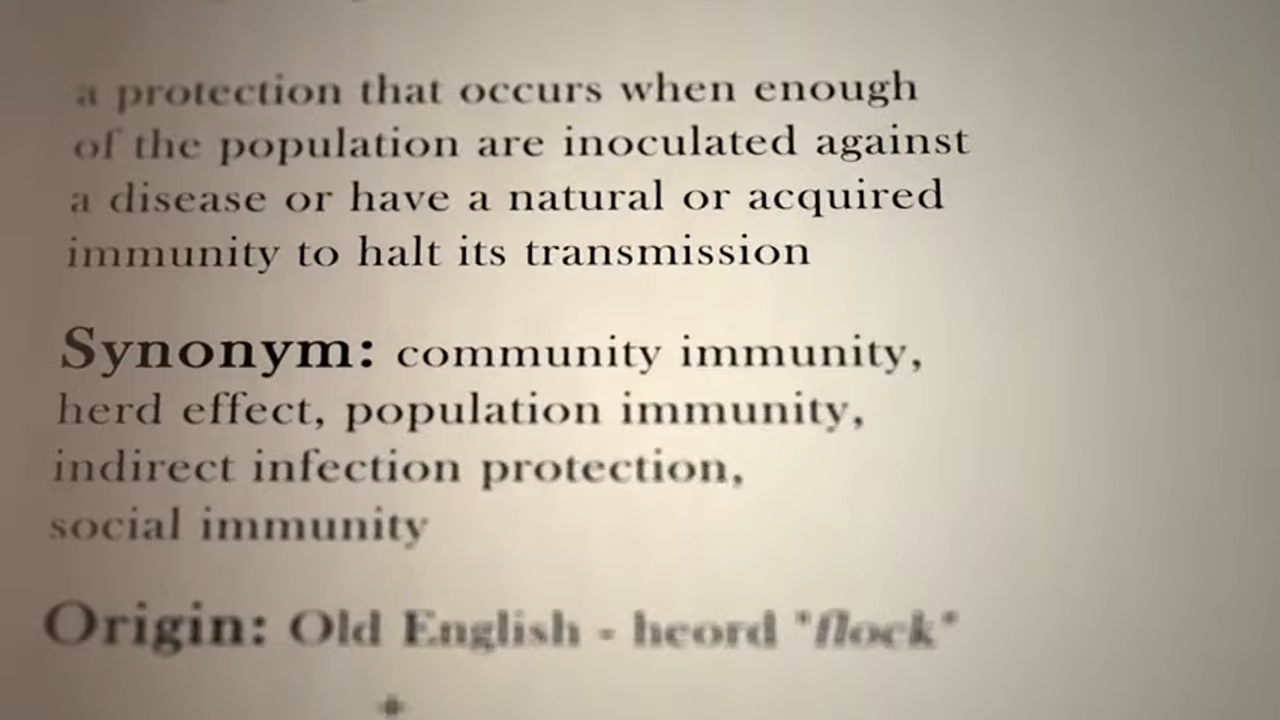 a protection that occurs when enough
of the population are inoculated against
a disease or have a natural or acquired
immunity to halt its transmission
Synonym: community immunity,
herd effect, population immunity,
indirect infection protection,
social immunity
Origin: Old English - heord "flock"